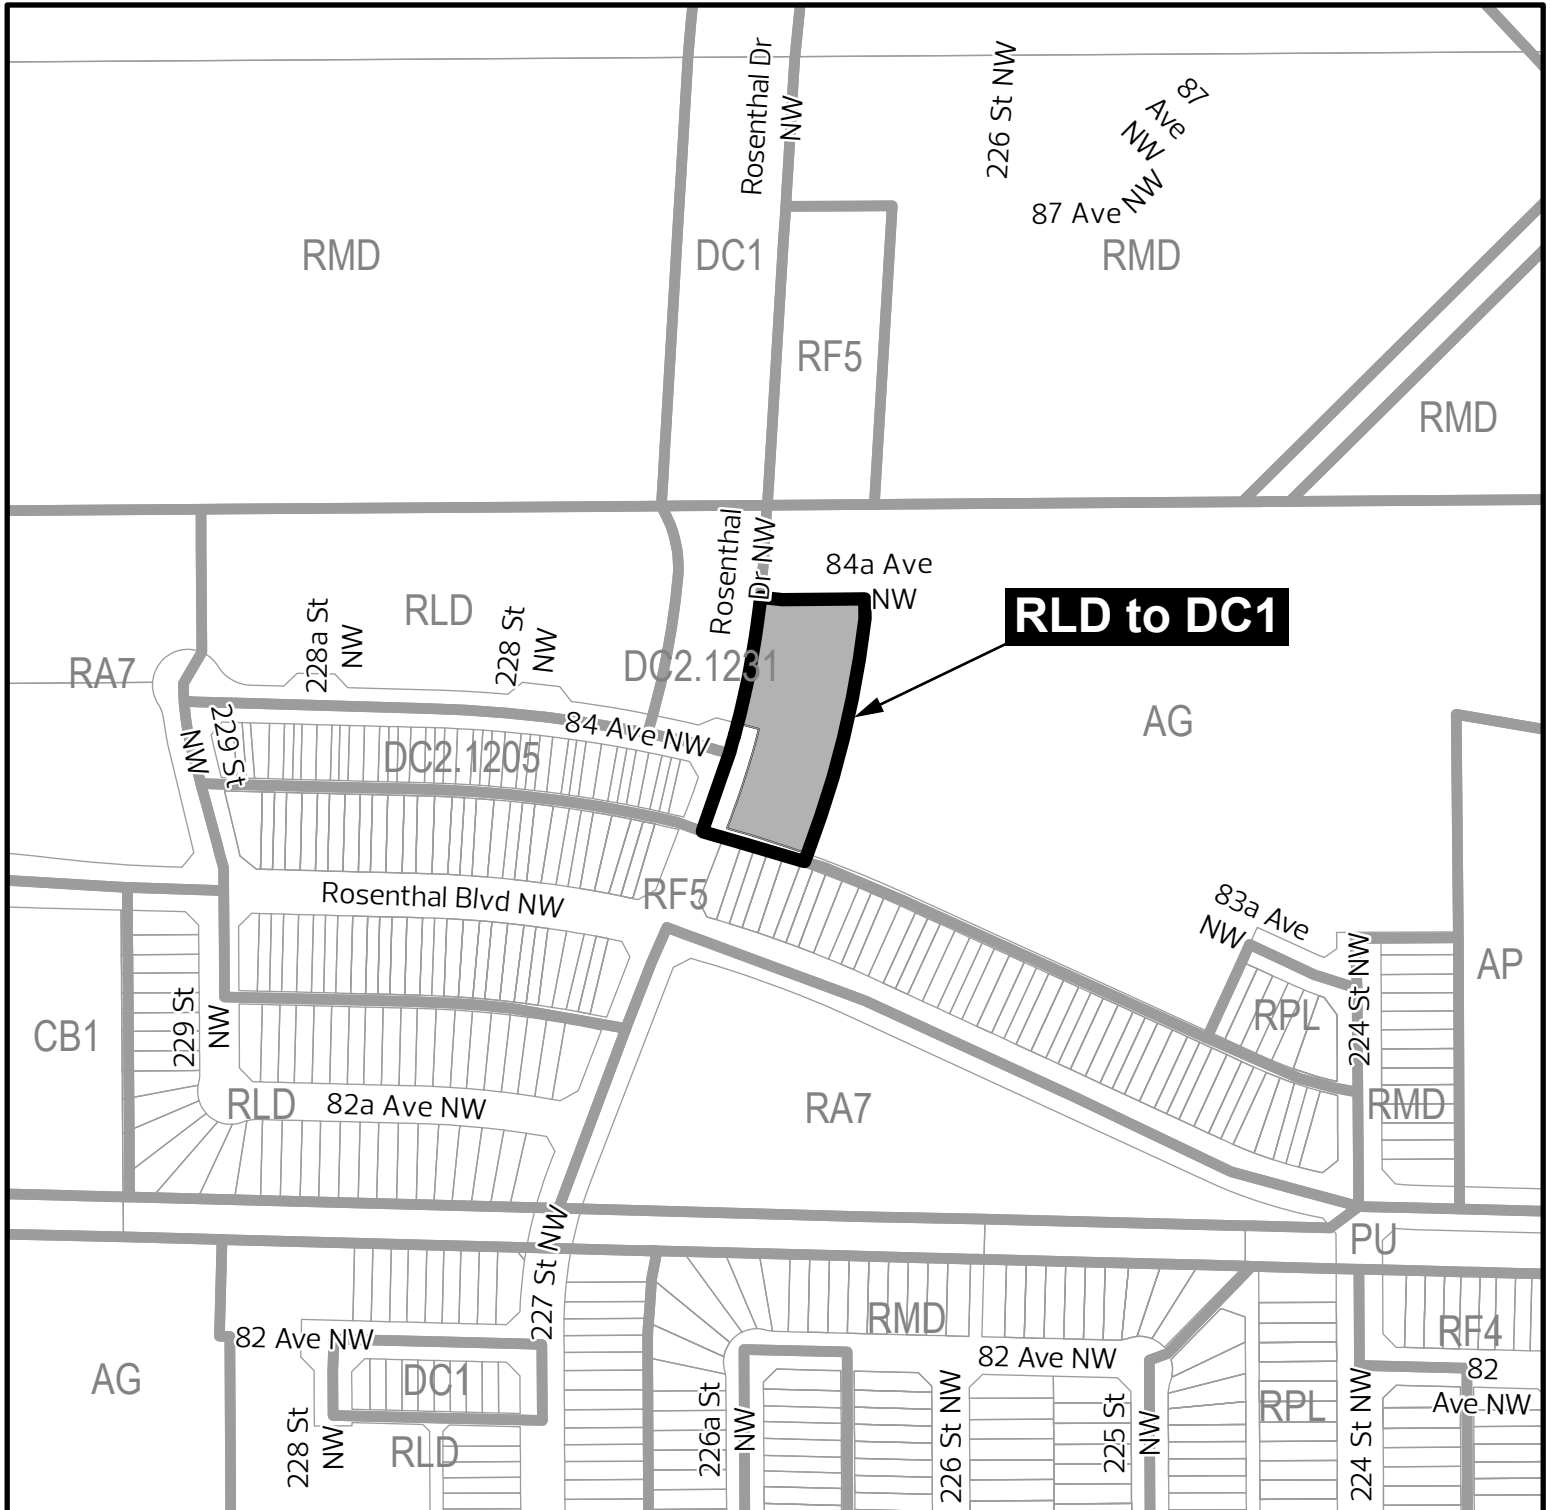 Rosenthal Dr
NW
226 St NW
87
Ave
NW
87 Ave NW
RMD
DC1
RMD
RF5
RMD
Rosenthal
Dr NW
84a Ave
NW
RLD to DC1
228a St
NW
RLD
228 St
NW
DC2.1231
RA7
229 St
NW
84 Ave NW
DC2.1205
AG
Rosenthal Blvd NW
RF5
83a Ave
NW
AP
224 St NW
RPL
CB1
229 St
NW
RLD
82a Ave NW
RA7
RMD
PU
227 St NW
82 Ave NW
RMD
82 Ave NW
RF4
82
Ave NW
AG
DC1
228 St
NW
RLD
226a St
NW
226 St NW
225 St
NW
RPL
224 St NW